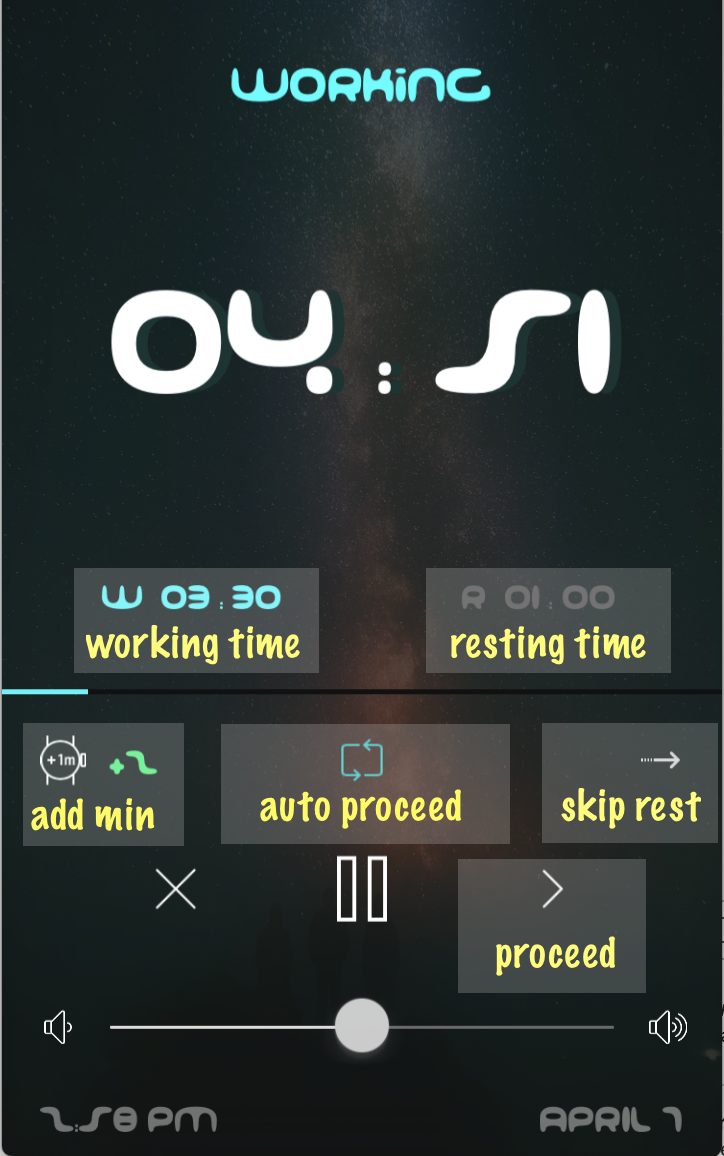 WORKING
04:51
W 03:30 R 01:00
working time resting time
+1m +2
add min auto proceed skip rest
proceed
2:58 PM APRIL 7